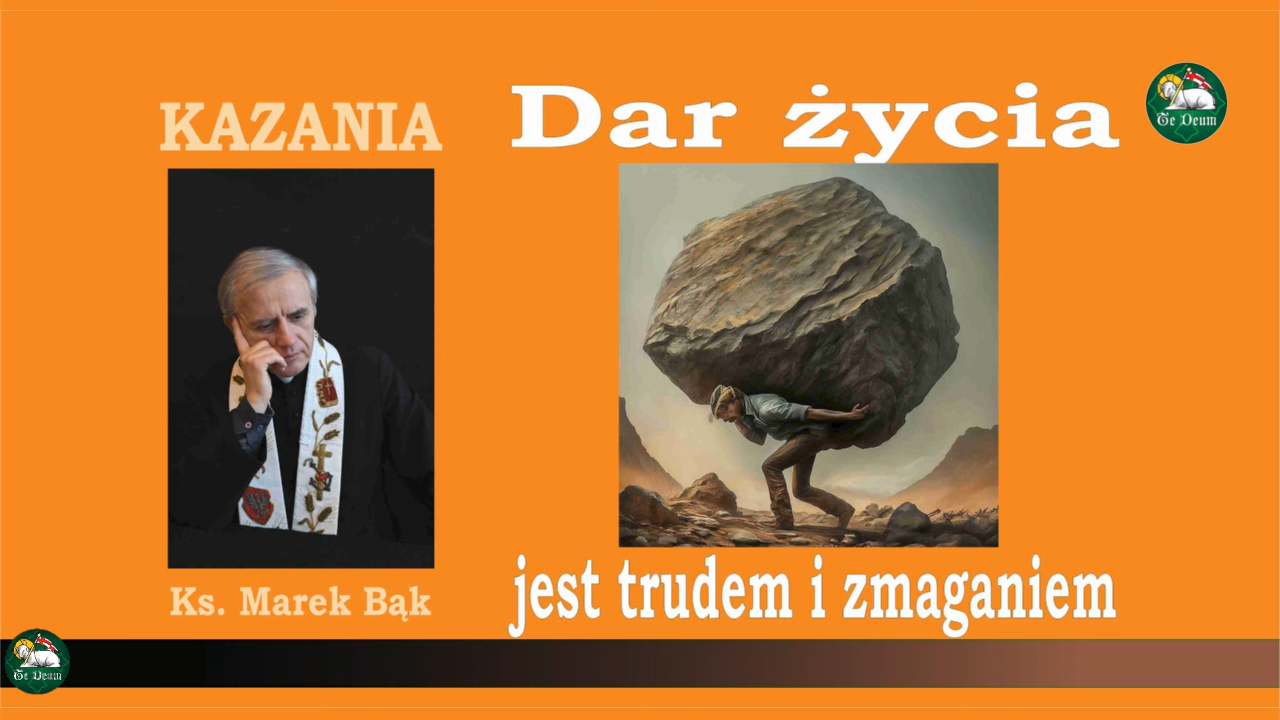 KAZANIA
Ks. Marek Bąk
Dar życia
jest trudem i zmaganiem
Te Deum
Te Deum